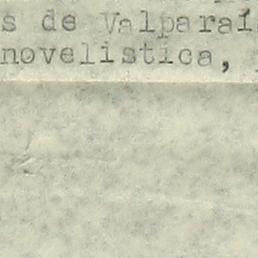 s de Valparaí
novelistica,